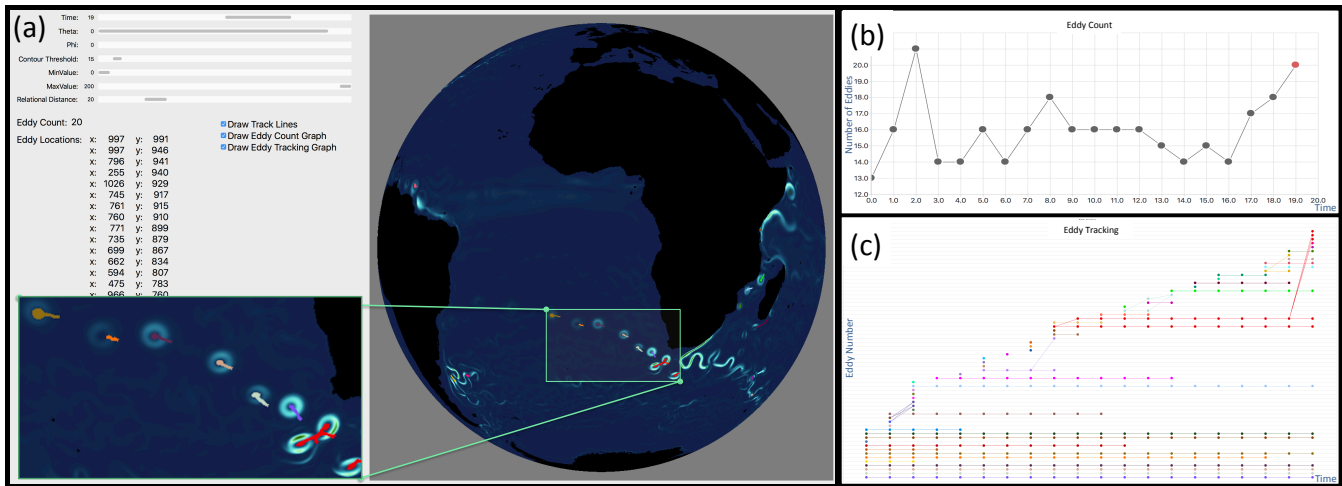 (a)
Time: 19
Theta: 0
Phi: 0
Contour Threshold: 15
MinValue: 0
MaxValue: 200
Relational Distance: 20
Eddy Count: 20
Eddy Locations: x: 997 y: 991
x: 997 y: 946
x: 796 y: 941
x: 255 y: 940
x: 1026 y: 929
x: 745 y: 917
x: 761 y: 915
x: 760 y: 910
x: 771 y: 899
x: 735 y: 879
x: 699 y: 867
x: 662 y: 834
x: 594 y: 807
x: 475 y: 783
x: 966 y: 760
Draw Track Lines
Draw Eddy Count Graph
Draw Eddy Tracking Graph
(b)
Eddy Count
Number of Eddies
20.0
19.0
18.0
17.0
16.0
15.0
14.0
13.0
12.0
0.0 1.0 2.0 3.0 4.0 5.0 6.0 7.0 8.0 9.0 10.0 11.0 12.0 13.0 14.0 15.0 16.0 17.0 18.0 19.0 20.0
Time
(c)
Eddy Tracking
Eddy Number
Time